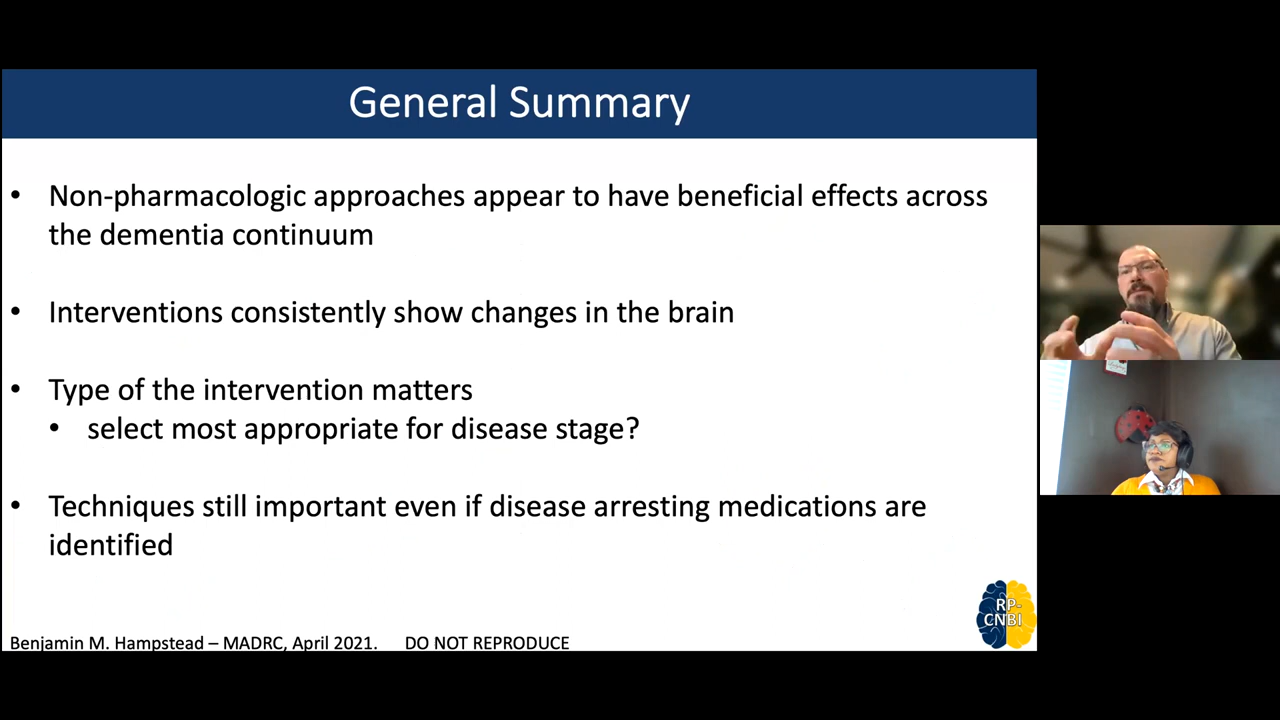 General Summary
• Non-pharmacologic approaches appear to have beneficial effects across
the dementia continuum
• Interventions consistently show changes in the brain
• Type of the intervention matters
• select most appropriate for disease stage?
• Techniques still important even if disease arresting medications are
identified
RP-
CNBI
Benjamin M. Hampstead – MADRC, April 2021. DO NOT REPRODUCE